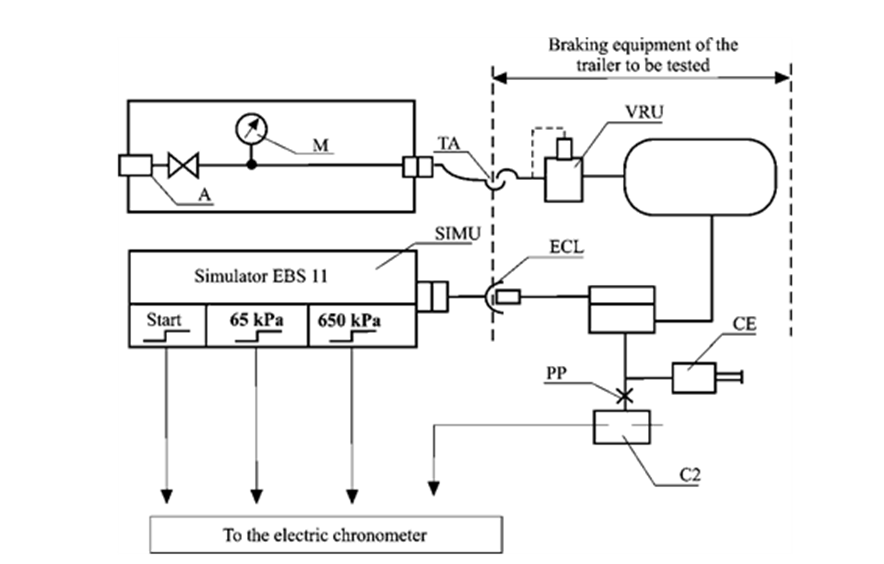 Braking equipment of the
trailer to be tested
VRU
M
TA
A
SIMU
ECL
Simulator EBS 11
Start
65 kPa
650 kPa
CE
PP
C2
To the electric chronometer